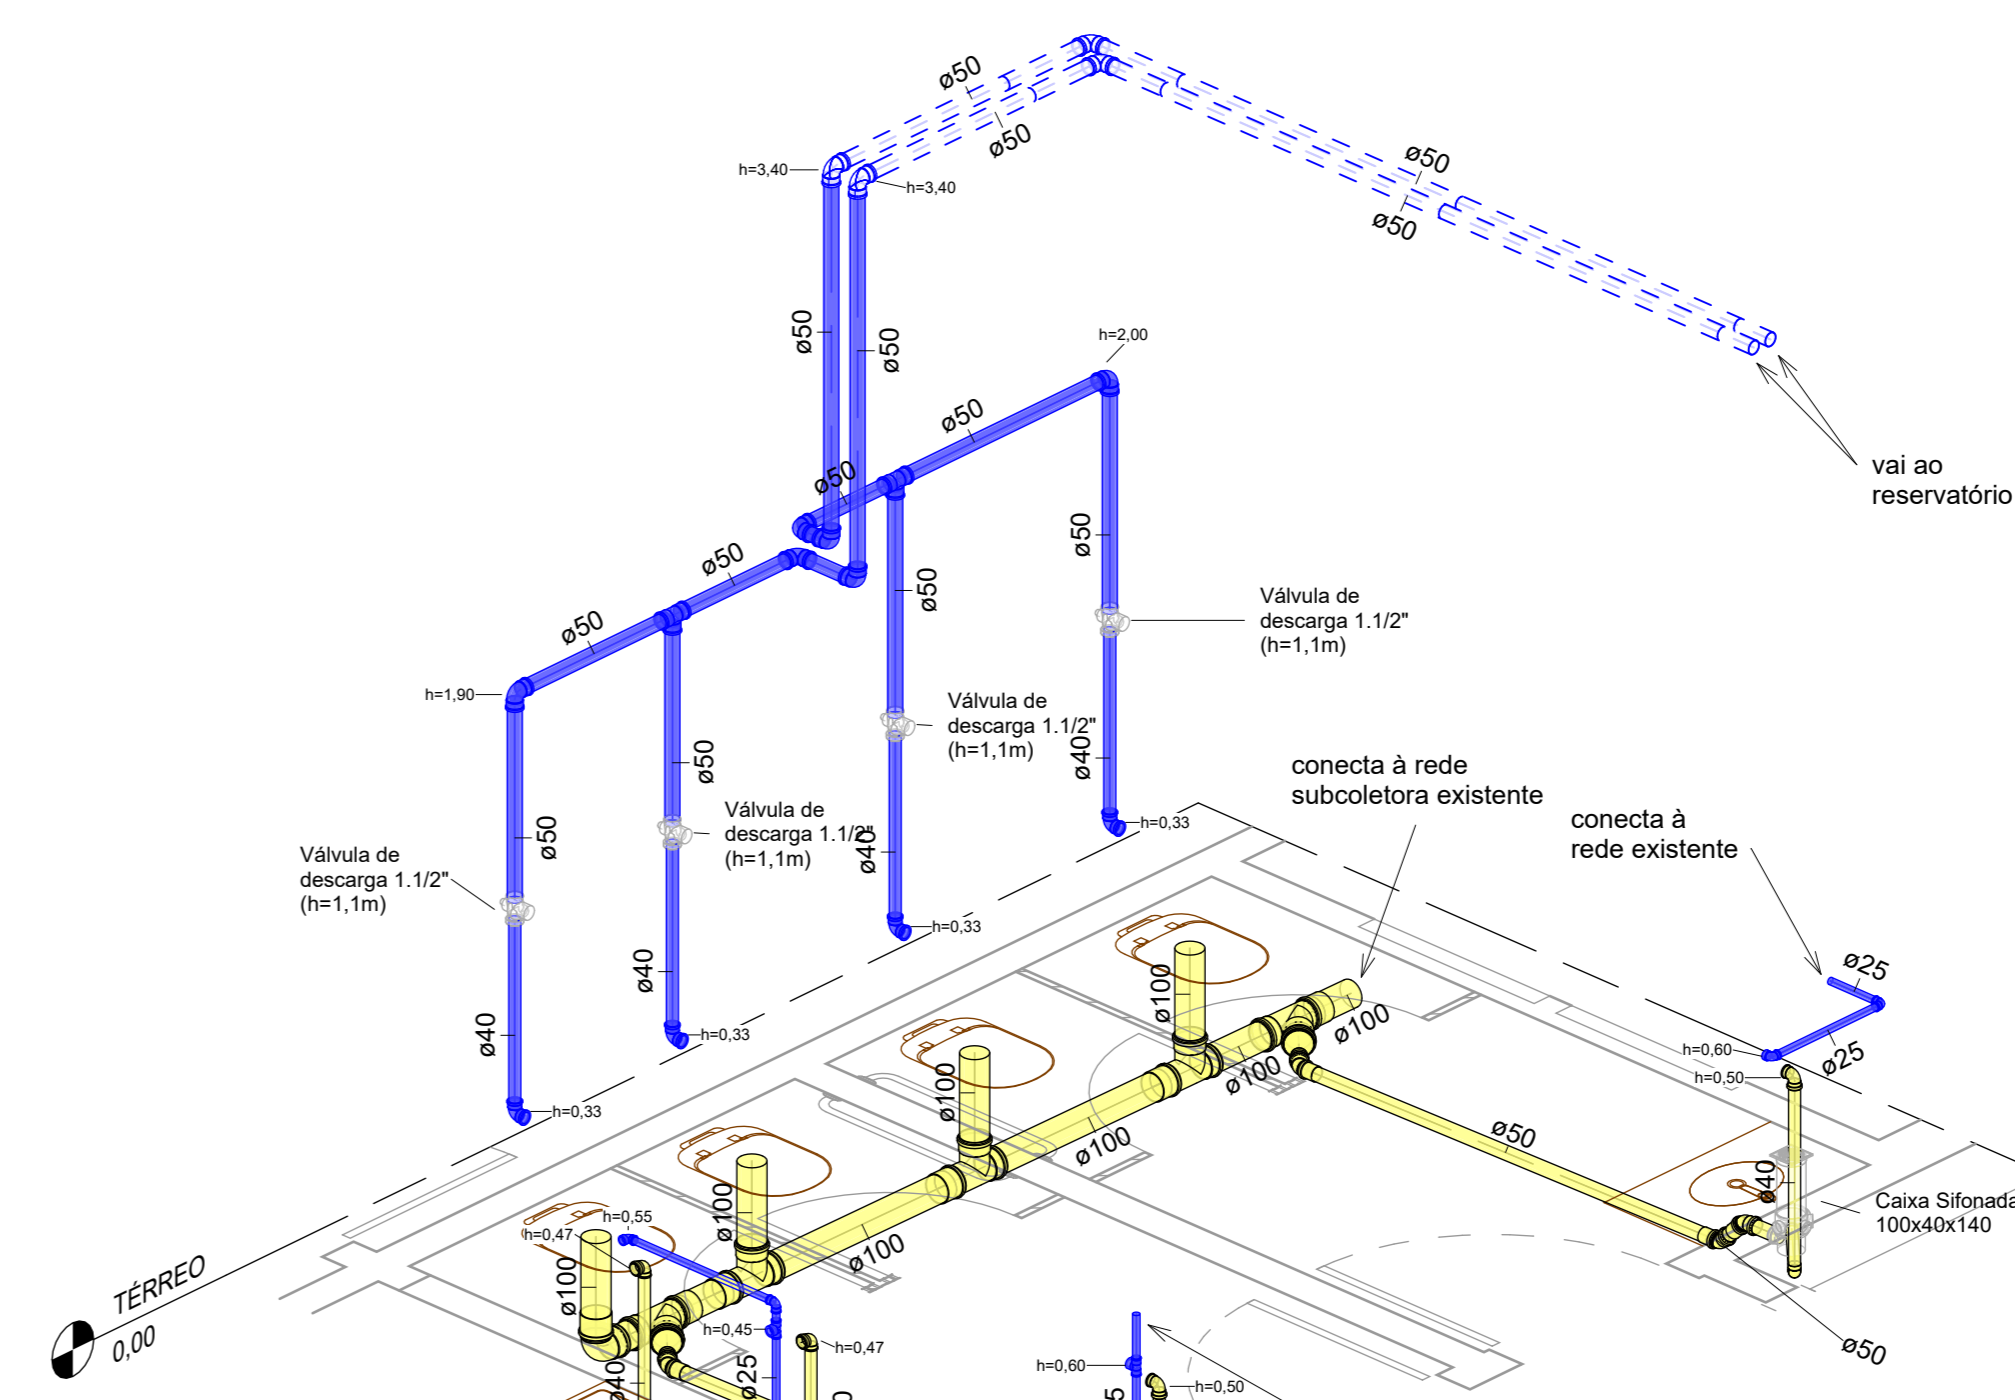 ø50
ø50
h=3,40
h=3,40
ø50
ø50
ø50
ø50
h=2,00
ø50
ø50
vai ao
reservatório
ø50
ø50
ø50
ø50
Válvula de
descarga 1.1/2"
(h=1,1m)
h=1,90
Válvula de
descarga 1.1/2"
(h=1,1m)
ø50
ø40
conecta à rede
subcoletora existente
Válvula de
descarga 1.1/2"
(h=1,1m)
ø40
h=0,33
conecta à
rede existente
ø50
Válvula de
descarga 1.1/2"
(h=1,1m)
h=0,33
ø40
ø25
ø100
ø100
h=0,33
ø40
h=0,60
ø25
h=0,50
ø100
ø100
h=0,33
ø50
ø100
ø40
Caixa Sifonada
100x40x140
ø100
h=0,55
h=0,47
ø100
TÉRREO
0,00
ø100
h=0,45
h=0,47
ø50
h=0,60
h=0,50
ø40
ø25